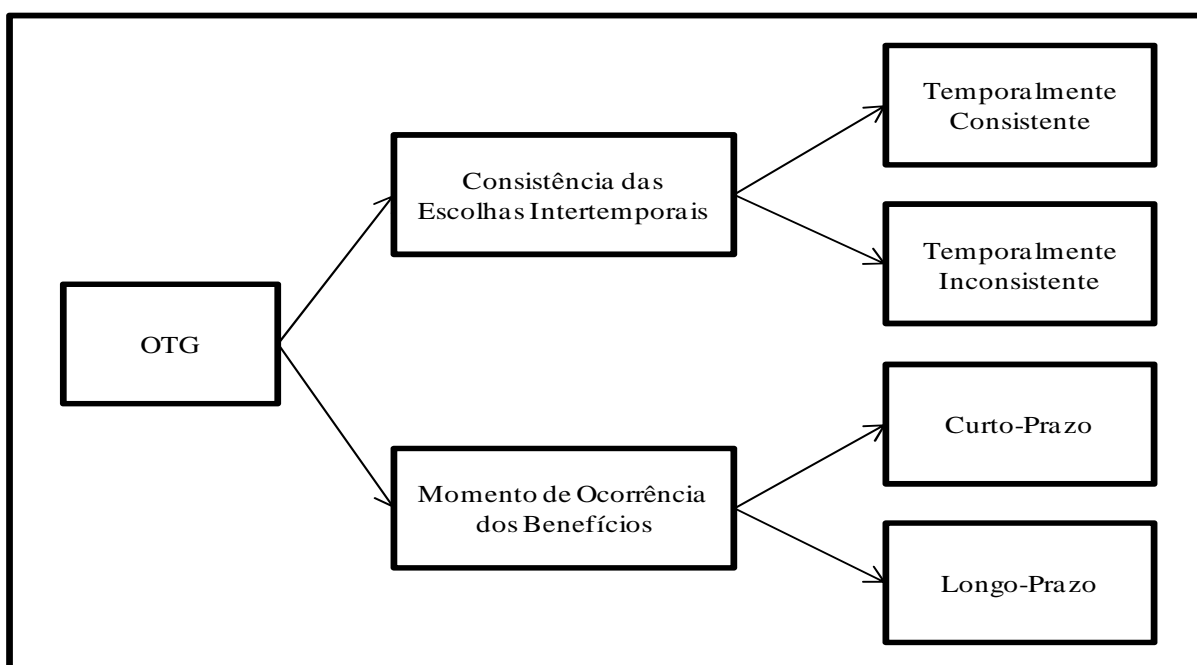 OTG
Consistência das
Escolhas Intertemporais
Temporalmente
Consistente
Temporalmente
Inconsistente
Momento de Ocorrência
dos Benefícios
Curto-Prazo
Longo-Prazo